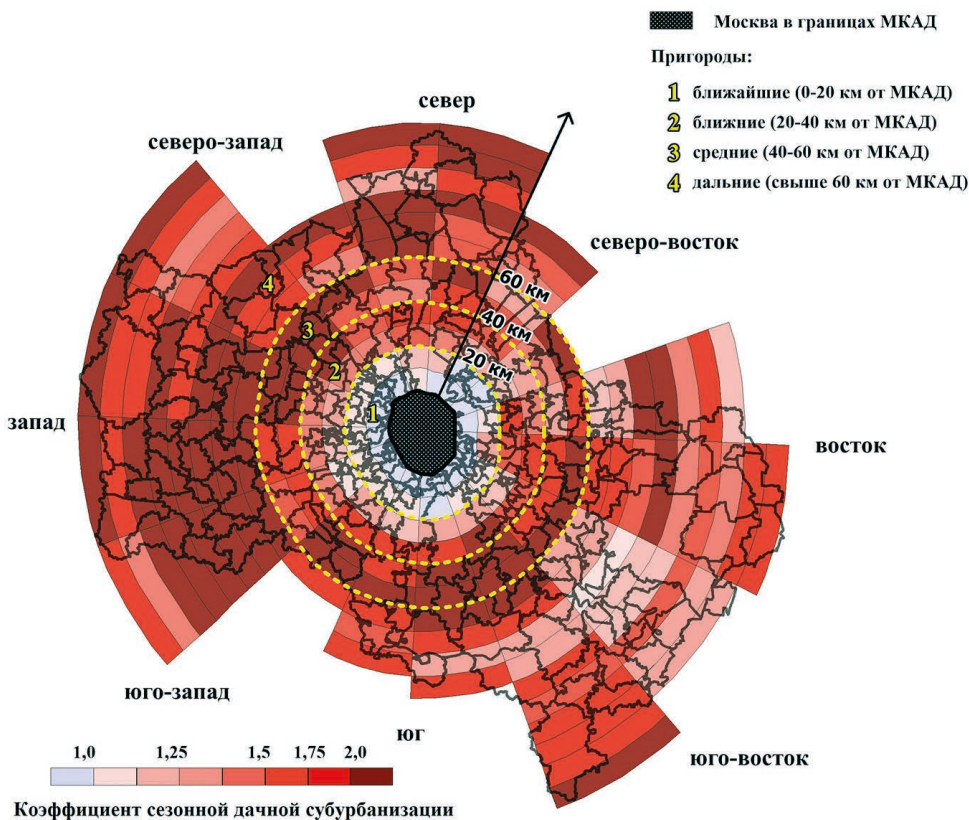 Москва в границах МКАД
Пригороды:
1 ближайшие (0-20 км от МКАД)
2 ближние (20-40 км от МКАД)
3 средние (40-60 км от МКАД)
4 дальние (свыше 60 км от МКАД)
север
северо-запад
северо-восток
60 км
4
3
40 км
2
20 км
1
запад
восток
юго-запад
юг
юго-восток
1,0 1,25 1,5 1,75 2,0
Коэффициент сезонной дачной субурбанизации